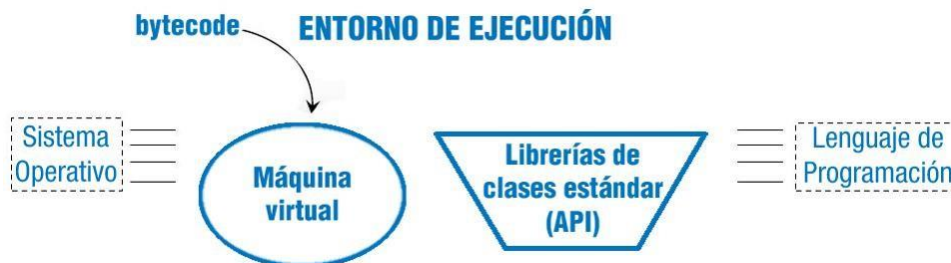 bytecode
ENTORNO DE EJECUCIÓN
Sistema
Operativo
Máquina
virtual
Librerías de
clases estándar
(API)
Lenguaje de
Programación